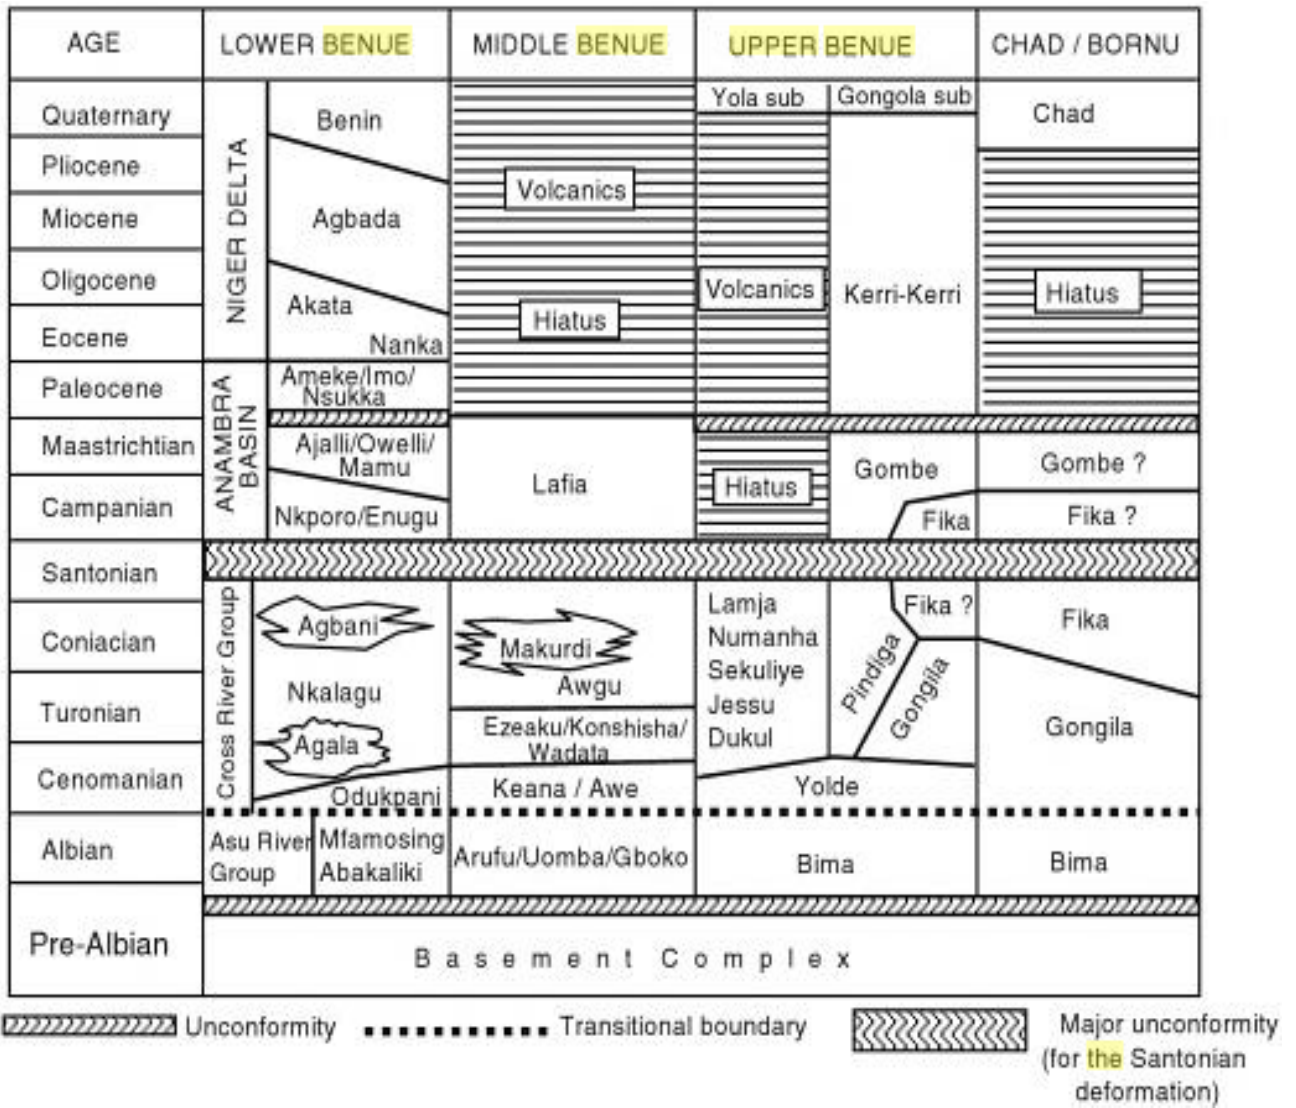 AGE
LOWER BENUE
MIDDLE BENUE
UPPER BENUE
CHAD / BORNU
Yola sub
Gongola sub
Quaternary
Pliocene
Miocene
Oligocene
Eocene
Paleocene
Maastrichtian
Campanian
Santonian
Coniacian
Turonian
Cenomanian
Albian
Pre-Albian
NIGER DELTA
Benin
Agbada
Akata
Nanka
ANAMBRA
BASIN
Ameke/Imo/
Nsukka
Ajalli/Owelli/
Mamu
Nkporo/Enugu
Cross River Group
Agbani
Nkalagu
Agala
Odukpani
Asu River
Group
Mfamosing
Abakaliki
Volcanics
Hiatus
Lafia
Makurdi
Awgu
Ezeaku/Konshisha/
Wadata
Keana / Awe
Arufu/Uomba/Gboko
Volcanics
Hiatus
Lamja
Numanha
Sekuliye
Jessu
Dukul
Kerri-Kerri
Gombe
Fika
Fika ?
Pindiga
Gongila
Yolde
Bima
Chad
Hiatus
Gombe ?
Fika ?
Fika
Gongila
Bima
Basement Complex
Unconformity
Transitional boundary
Major unconformity
(for the Santonian
deformation)